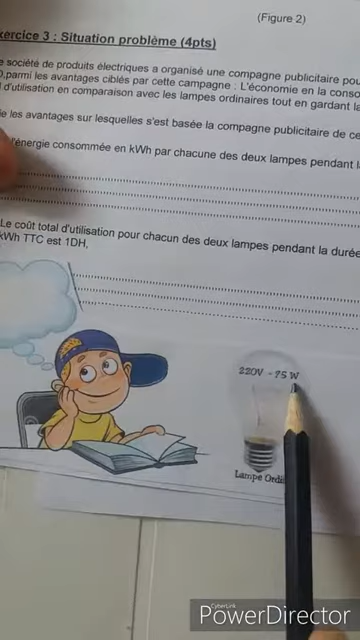 (Figure 2)
xercice 3 : Situation problème (4pts)
e société de produits électriques a organisé une compagne publicitaire pou
),parmi les avantages ciblés par cette campagne : L'économie en la conso
d'utilisation en comparaison avec les lampes ordinaires tout en gardant la
ie les avantages sur lesquelles s'est basée la compagne publicitaire de ce
l'énergie consommée en kWh par chacune des deux lampes pendant l
Le coût total d'utilisation pour chacun des deux lampes pendant la durée
kWh TTC est 1DH,
220V - 75 W
Lampe Ordi
CyberLink
PowerDirector